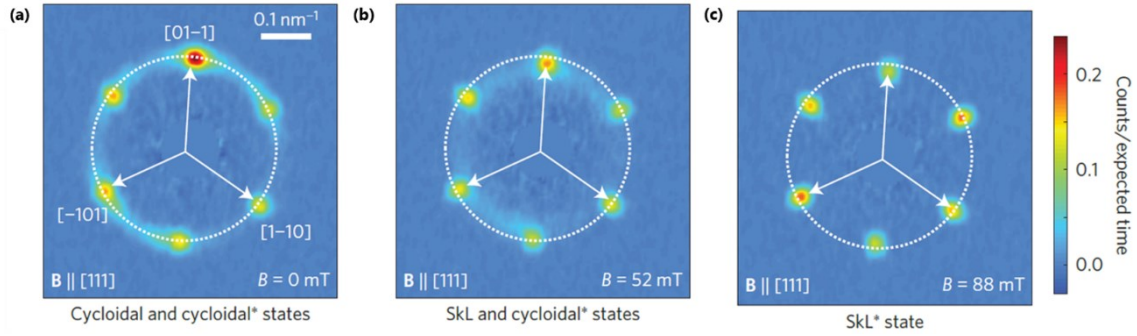 (a)
[01−1]
0.1 nm⁻¹
[−101]
[1−10]
B || [111]
B = 0 mT
Cycloidal and cycloidal* states
(b)
B || [111]
B = 52 mT
SkL and cycloidal* states
(c)
B || [111]
B = 88 mT
SkL* state
0.2
0.1
0.0
Counts/expected time